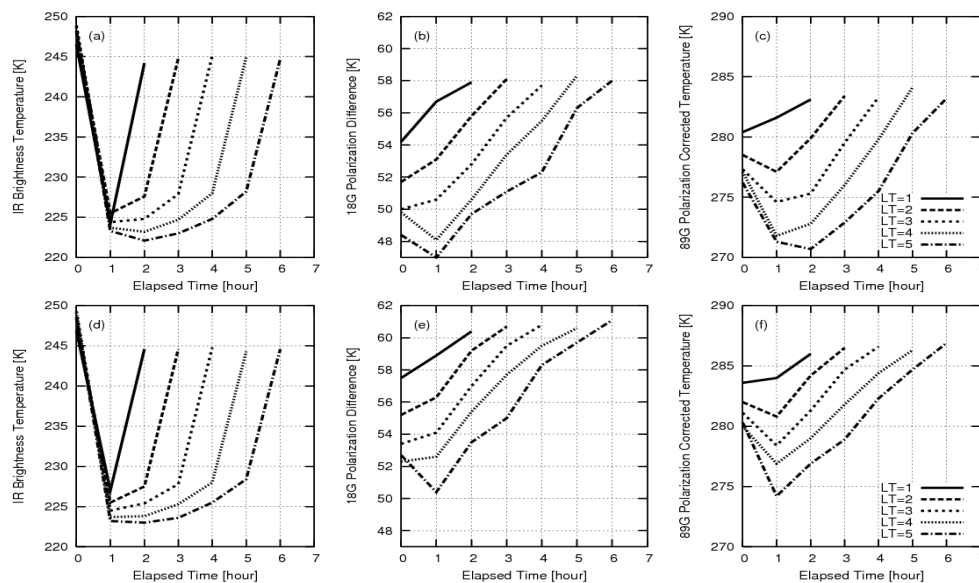 (a)
IR Brightness Temperature [K]
250
245
240
235
230
225
220
0 1 2 3 4 5 6 7
Elapsed Time [hour]
(b)
18G Polarization Difference [K]
62
60
58
56
54
52
50
48
0 1 2 3 4 5 6 7
Elapsed Time [hour]
(c)
89G Polarization Corrected Temperature [K]
290
285
280
275
270
LT=1
LT=2
LT=3
LT=4
LT=5
0 1 2 3 4 5 6 7
Elapsed Time [hour]
(d)
IR Brightness Temperature [K]
250
245
240
235
230
225
220
0 1 2 3 4 5 6 7
Elapsed Time [hour]
(e)
18G Polarization Difference [K]
62
60
58
56
54
52
50
48
46
0 1 2 3 4 5 6 7
Elapsed Time [hour]
(f)
89G Polarization Corrected Temperature [K]
290
285
280
275
270
LT=1
LT=2
LT=3
LT=4
LT=5
0 1 2 3 4 5 6 7
Elapsed Time [hour]